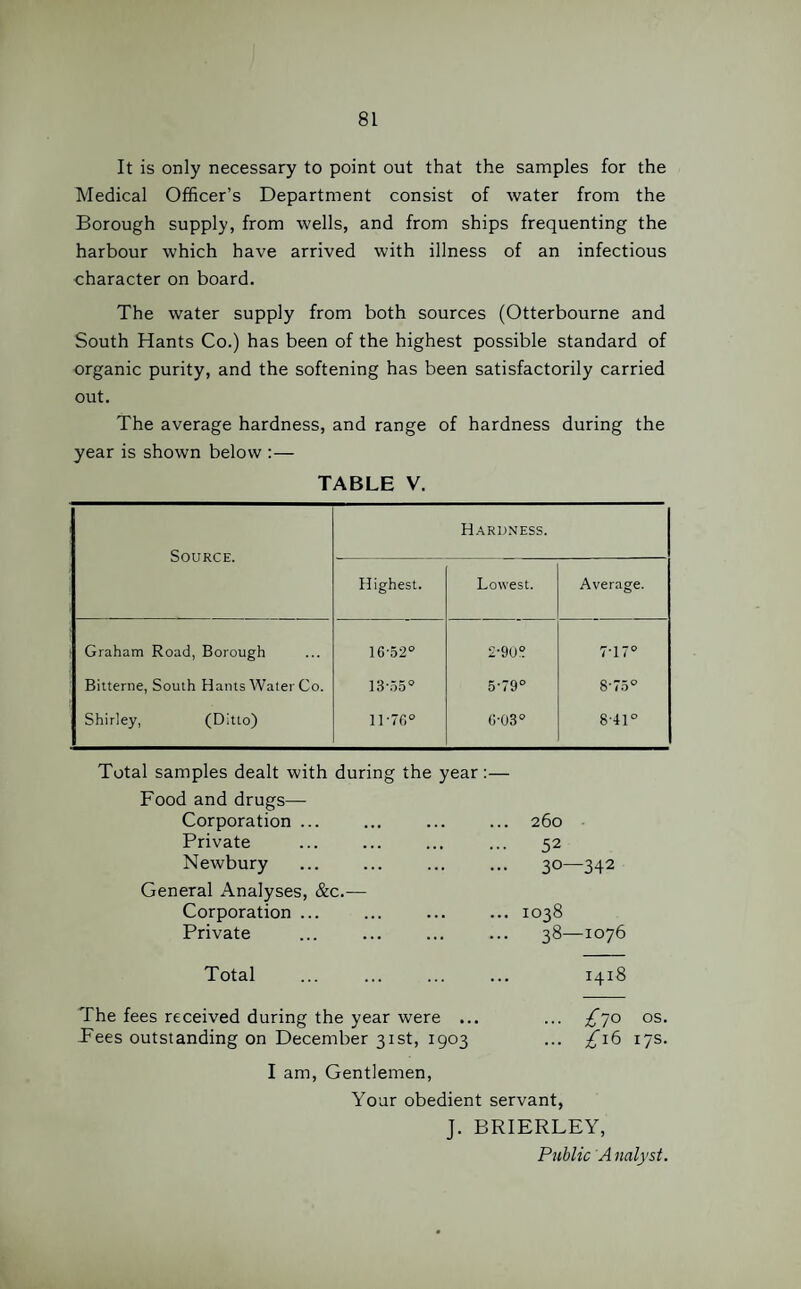 81
It is only necessary to point out that the samples for the
Medical Officer's Department consist of water from the
Borough supply, from wells, and from ships frequenting the
harbour which have arrived with illness of an infectious
character on board.
The water supply from both sources (Otterbourne and
South Hants Co.) has been of the highest possible standard of
organic purity, and the softening has been satisfactorily carried
out.
The average hardness, and range of hardness during the
year is shown below :—
TABLE V.
SOURCE. HARDNESS.
Highest. Lowest. Average.
Graham Road, Borough ... 16·52° 2·90° 7·17°
Bitterne, South Hants Water Co. 13·55° 5·79° 8·75°
Shirley, (Ditto) 11·76° 6·03° 8·41°
Total samples dealt with during the year :—
Food and drugs—
Corporation ... ... ... ... 260
Private ... ... ... ... 52
Newbury ... ... ... ... 30—342
General Analyses, &c.—
Corporation ... ... ... ... 1038
Private ... ... ... ... 38—1076
Total ... ... ... ... 1418
The fees received during the year were ... ... £70 0s.
Fees outstanding on December 31st, 1903 ... £16 17s.
I am, Gentlemen,
Your obedient servant,
J. BRIERLEY,
Public Analyst.